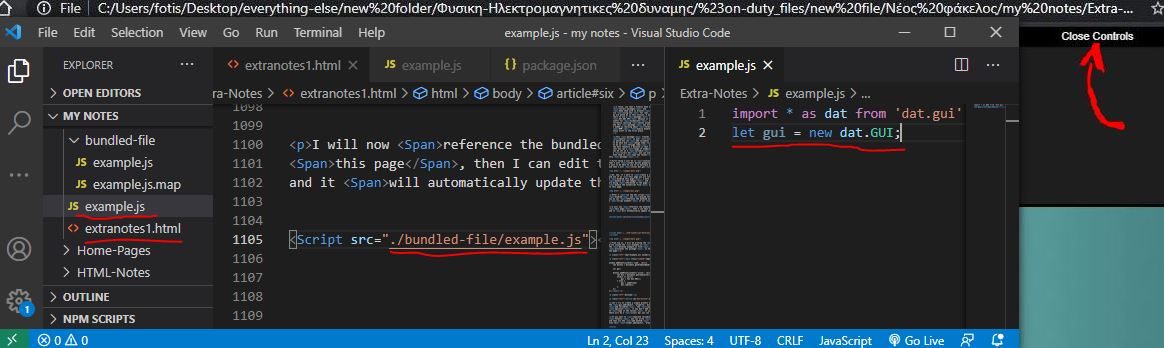 File C:/Users/fotis/Desktop/everything-else/new%20folder/Φυσικη-Ηλεκτρομαγνητικες%20δυναμης/%23on-duty_files/new%20file/Νέος%20φάκελος/my%20notes/Extra-...
File Edit Selection View Go Run Terminal Help example.js - my notes - Visual Studio Code
Close Controls
EXPLORER ...
OPEN EDITORS
MY NOTES
bundled-file
JS example.js
JS example.js.map
JS example.js
extranotes1.html
Home-Pages
HTML-Notes
OUTLINE
NPM SCRIPTS
1
extranotes1.html JS example.js package.json ...
ra-Notes > extranotes1.html > html > body > article#six > p
1098
1099
1100 <p>I will now <Span>reference the bundled
1101 <Span>this page</Span>, then I can edit t
1102 and it <Span>will automatically update th
1103
1104
1105 <Script src="./bundled-file/example.js"><
1106
1107
1108
1109
JS example.js ...
Extra-Notes > JS example.js > ...
1 import * as dat from 'dat.gui'
2 let gui = new dat.GUI;
0 0 Ln 2, Col 23 Spaces: 4 UTF-8 CRLF JavaScript Go Live